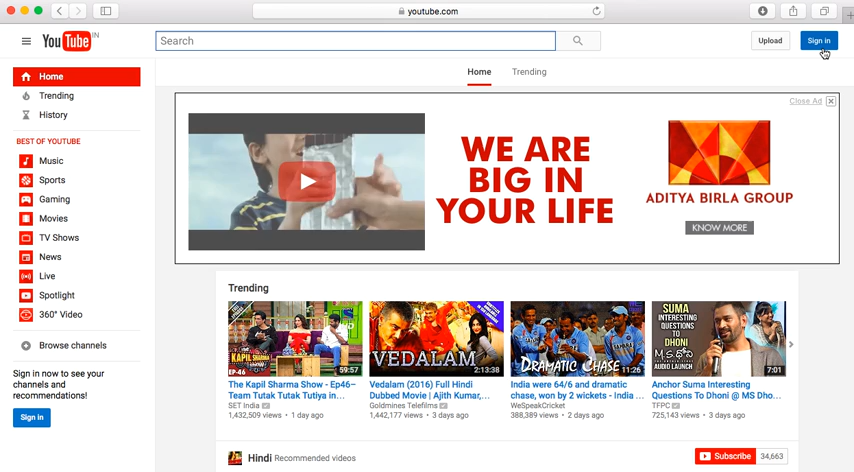 youtube.com
YouTube IN
Search
Upload
Sign in
Home
Trending
Home
Trending
History
BEST OF YOUTUBE
Music
Sports
Gaming
Movies
TV Shows
News
Live
Spotlight
360° Video
Browse channels
Sign in now to see your
channels and
recommendations!
Sign in
Close Ad
WE ARE
BIG IN
YOUR LIFE
ADITYA BIRLA GROUP
KNOW MORE
Trending
KAPIL
SHARMA
EP-46
59:57
The Kapil Sharma Show - Ep46–
Team Tutak Tutak Tutiya in…
SET India
1,432,509 views • 1 day ago
VEDALAM
2:13:38
Vedalam (2016) Full Hindi
Dubbed Movie | Ajith Kumar,…
Goldmines Telefilms
1,442,177 views • 3 days ago
DRAMATIC CHASE
11:26
India were 64/6 and dramatic
chase, won by 2 wickets - India …
WeSpeakCricket
388,389 views • 2 days ago
SUMA
INTERESTING
QUESTIONS
TO DHONI
AUDIO LAUNCH
7:01
Anchor Suma Interesting
Questions To Dhoni @ MS Dho…
TFPC
725,143 views • 3 days ago
Hindi Recommended videos
Subscribe
34,663